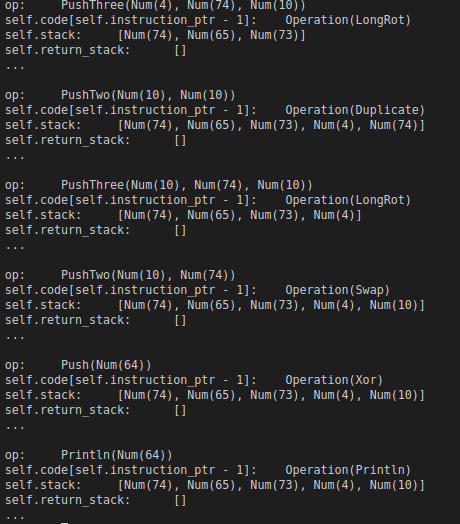 op:     PushThree(Num(4), Num(74), Num(10))
self.code[self.instruction_ptr - 1]:    Operation(LongRot)
self.stack:     [Num(74), Num(65), Num(73)]
self.return_stack:      []
...
op:     PushTwo(Num(10), Num(10))
self.code[self.instruction_ptr - 1]:    Operation(Duplicate)
self.stack:     [Num(74), Num(65), Num(73), Num(4), Num(74)]
self.return_stack:      []
...
op:     PushThree(Num(10), Num(74), Num(10))
self.code[self.instruction_ptr - 1]:    Operation(LongRot)
self.stack:     [Num(74), Num(65), Num(73), Num(4)]
self.return_stack:      []
...
op:     PushTwo(Num(10), Num(74))
self.code[self.instruction_ptr - 1]:    Operation(Swap)
self.stack:     [Num(74), Num(65), Num(73), Num(4), Num(10)]
self.return_stack:      []
...
op:     Push(Num(64))
self.code[self.instruction_ptr - 1]:    Operation(Xor)
self.stack:     [Num(74), Num(65), Num(73), Num(4), Num(10)]
self.return_stack:      []
...
op:     Println(Num(64))
self.code[self.instruction_ptr - 1]:    Operation(Println)
self.stack:     [Num(74), Num(65), Num(73), Num(4), Num(10)]
self.return_stack:      []
...